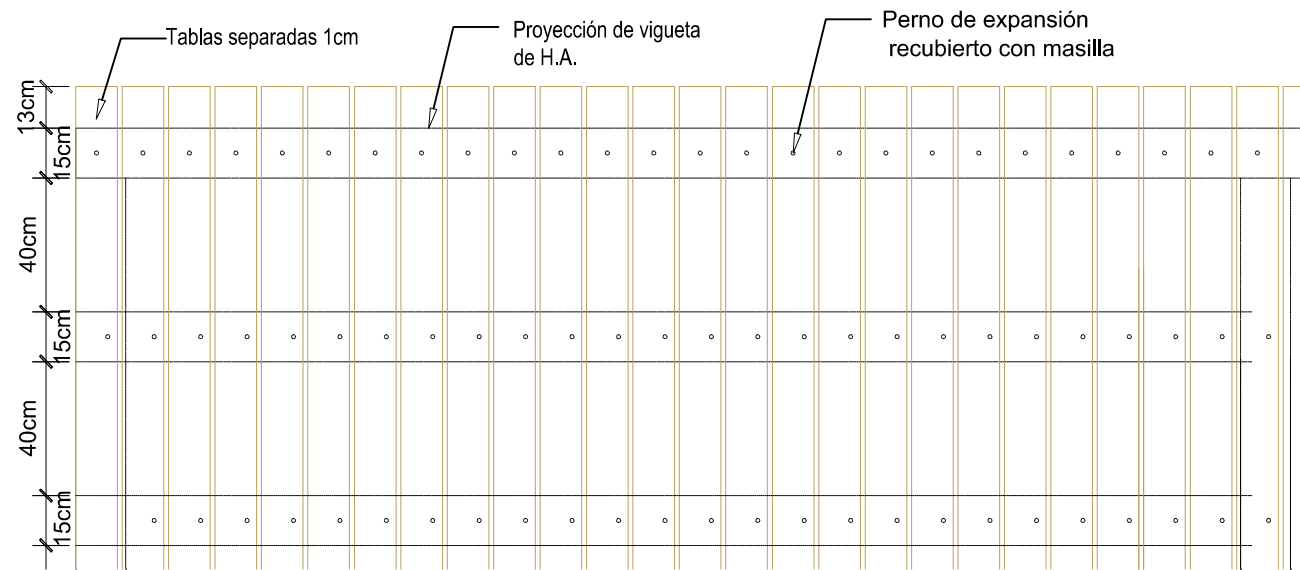 Tablas separadas 1cm
Proyección de vigueta
de H.A.
Perno de expansión
recubierto con masilla
13cm
15cm
40cm
15cm
40cm
15cm